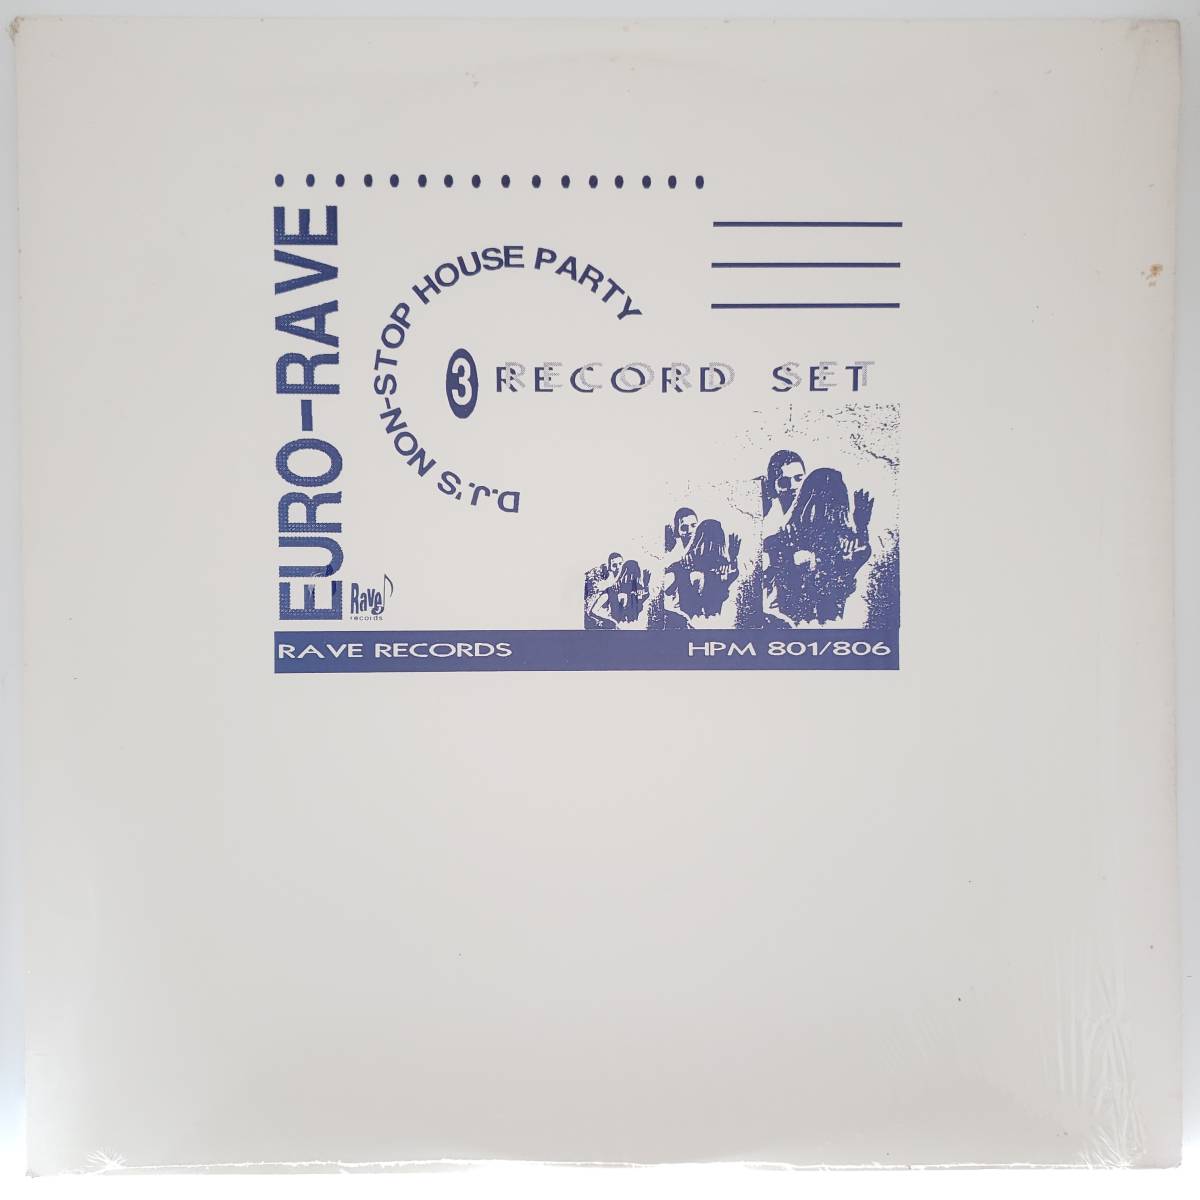 EURO-RAVE
D.J.'S NON-STOP HOUSE PARTY
3 RECORD SET
Rave
records
RAVE RECORDS HPM 801/806